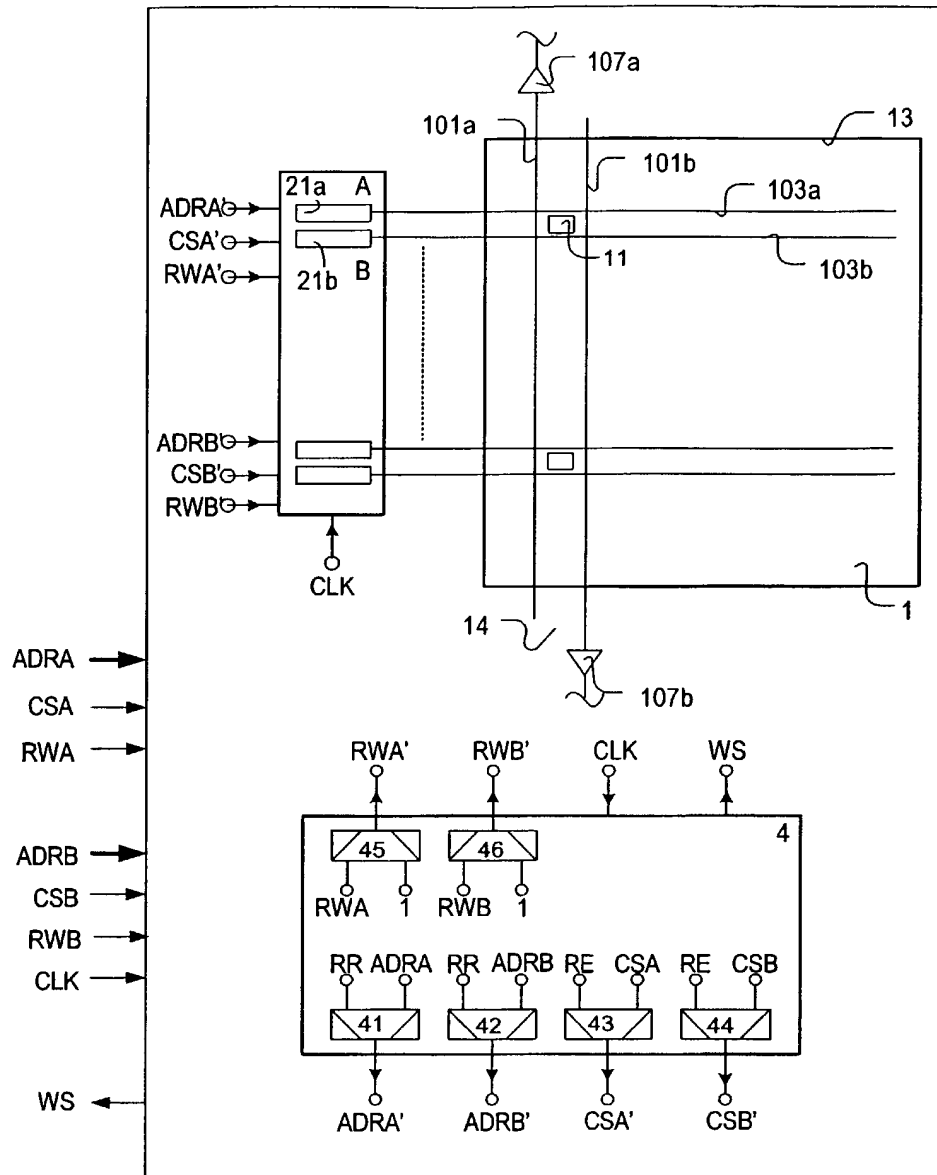 107a
101a
13
101b
21a A
103a
ADRA'
CSA'
11
103b
RWA'
21b B
ADRB'
CSB'
RWB'
CLK
14
1
ADRA
107b
CSA
RWA
RWA' RWB' CLK WS
4
45 46
ADRB
CSB
RWA 1 RWB 1
RWB
CLK
RR ADRA RR ADRB RE CSA RE CSB
41 42 43 44
WS
ADRA' ADRB' CSA' CSB'